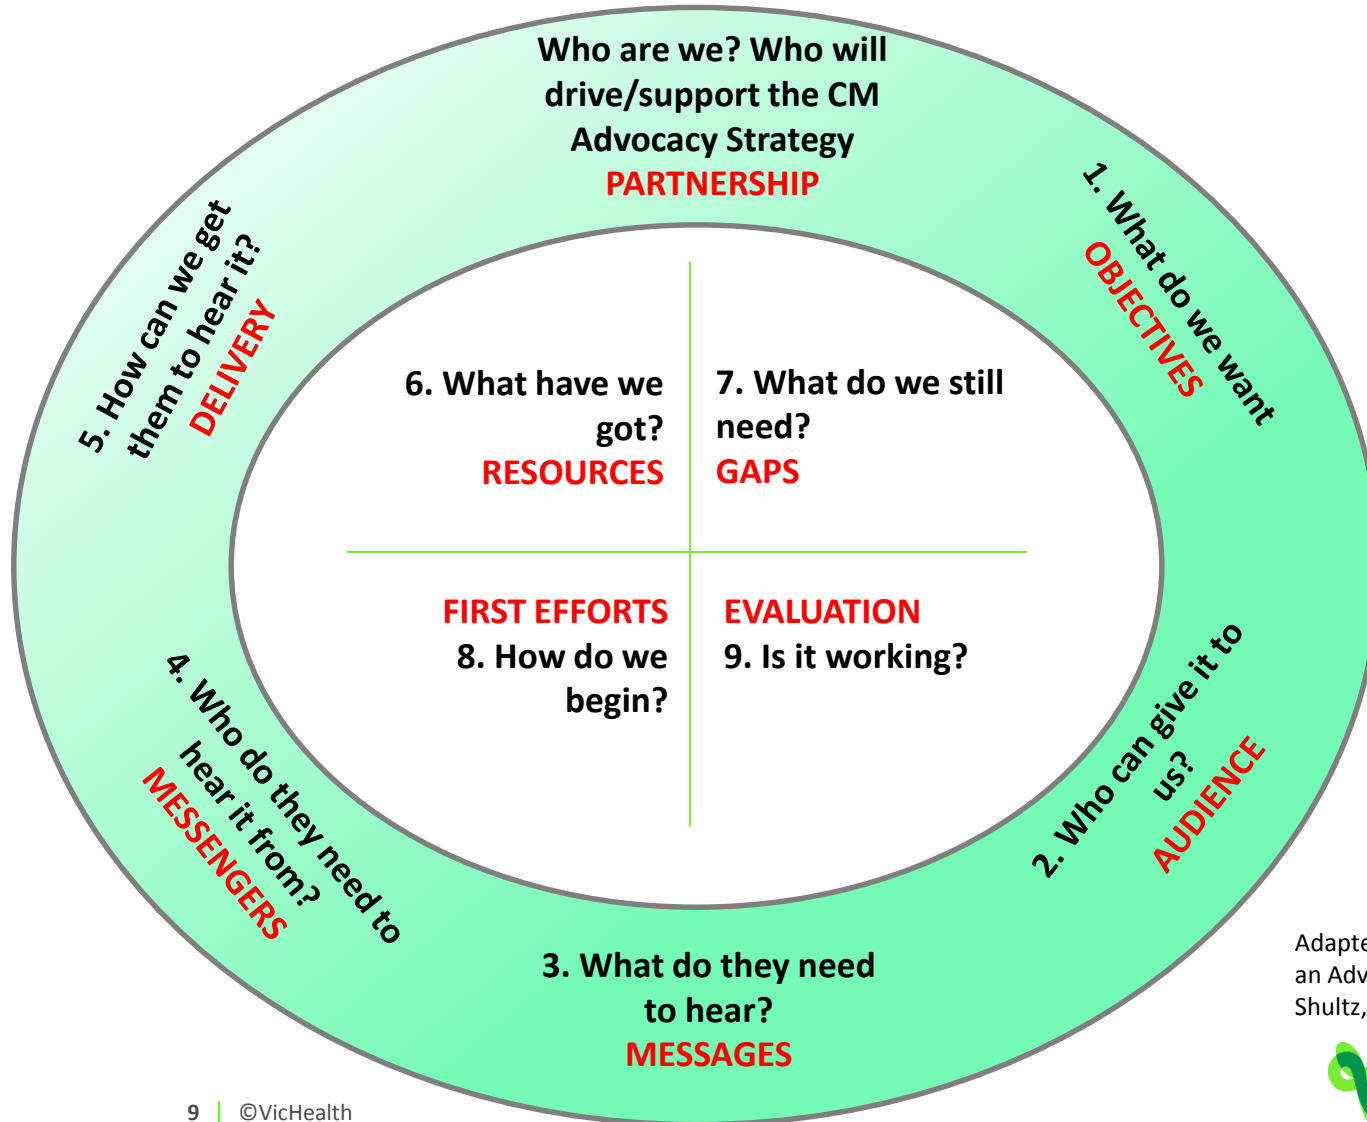 Who are we? Who will
drive/support the CM
Advocacy Strategy
PARTNERSHIP
1. What do we want
OBJECTIVES
2. Who can give it to
us?
AUDIENCE
3. What do they need
to hear?
MESSAGES
4. Who do they need to
hear it from?
MESSENGERS
5. How can we get
them to hear it?
DELIVERY
6. What have we
got?
RESOURCES
7. What do we still
need?
GAPS
FIRST EFFORTS
8. How do we
begin?
EVALUATION
9. Is it working?
an
Shultz,
9 | ©VicHealth